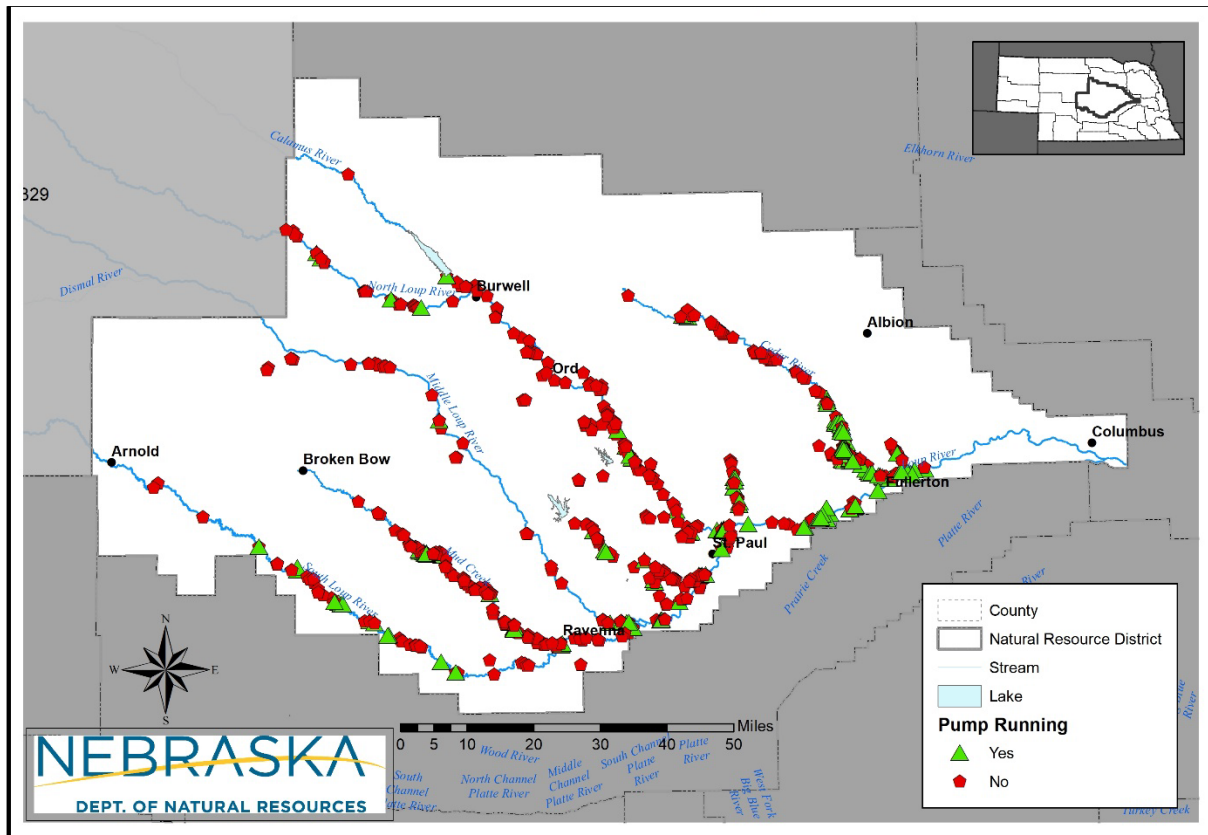 Calamus River
Elkhorn River
329
Dismal River
North Loup River
Burwell
Albion
Cedar River
Ord
Middle Loup River
Columbus
Arnold
Broken Bow
Loup River
Fullerton
Platte River
St. Paul
Mud Creek
South Loup River
Prairie Creek
River
Ravenna
N
W
E
S
County
Natural Resource District
Stream
Lake
Pump Running
Yes
No
Miles
0 5 10 20 30 40 50
Wood River
South
Channel
Platte River
North Channel
Platte River
Middle
Channel
Platte River
South Channel
Platte
River
Platte
River
West Fork
Big Blue
River
Blue
River
Turkey Creek
NEBRASKA
DEPT. OF NATURAL RESOURCES